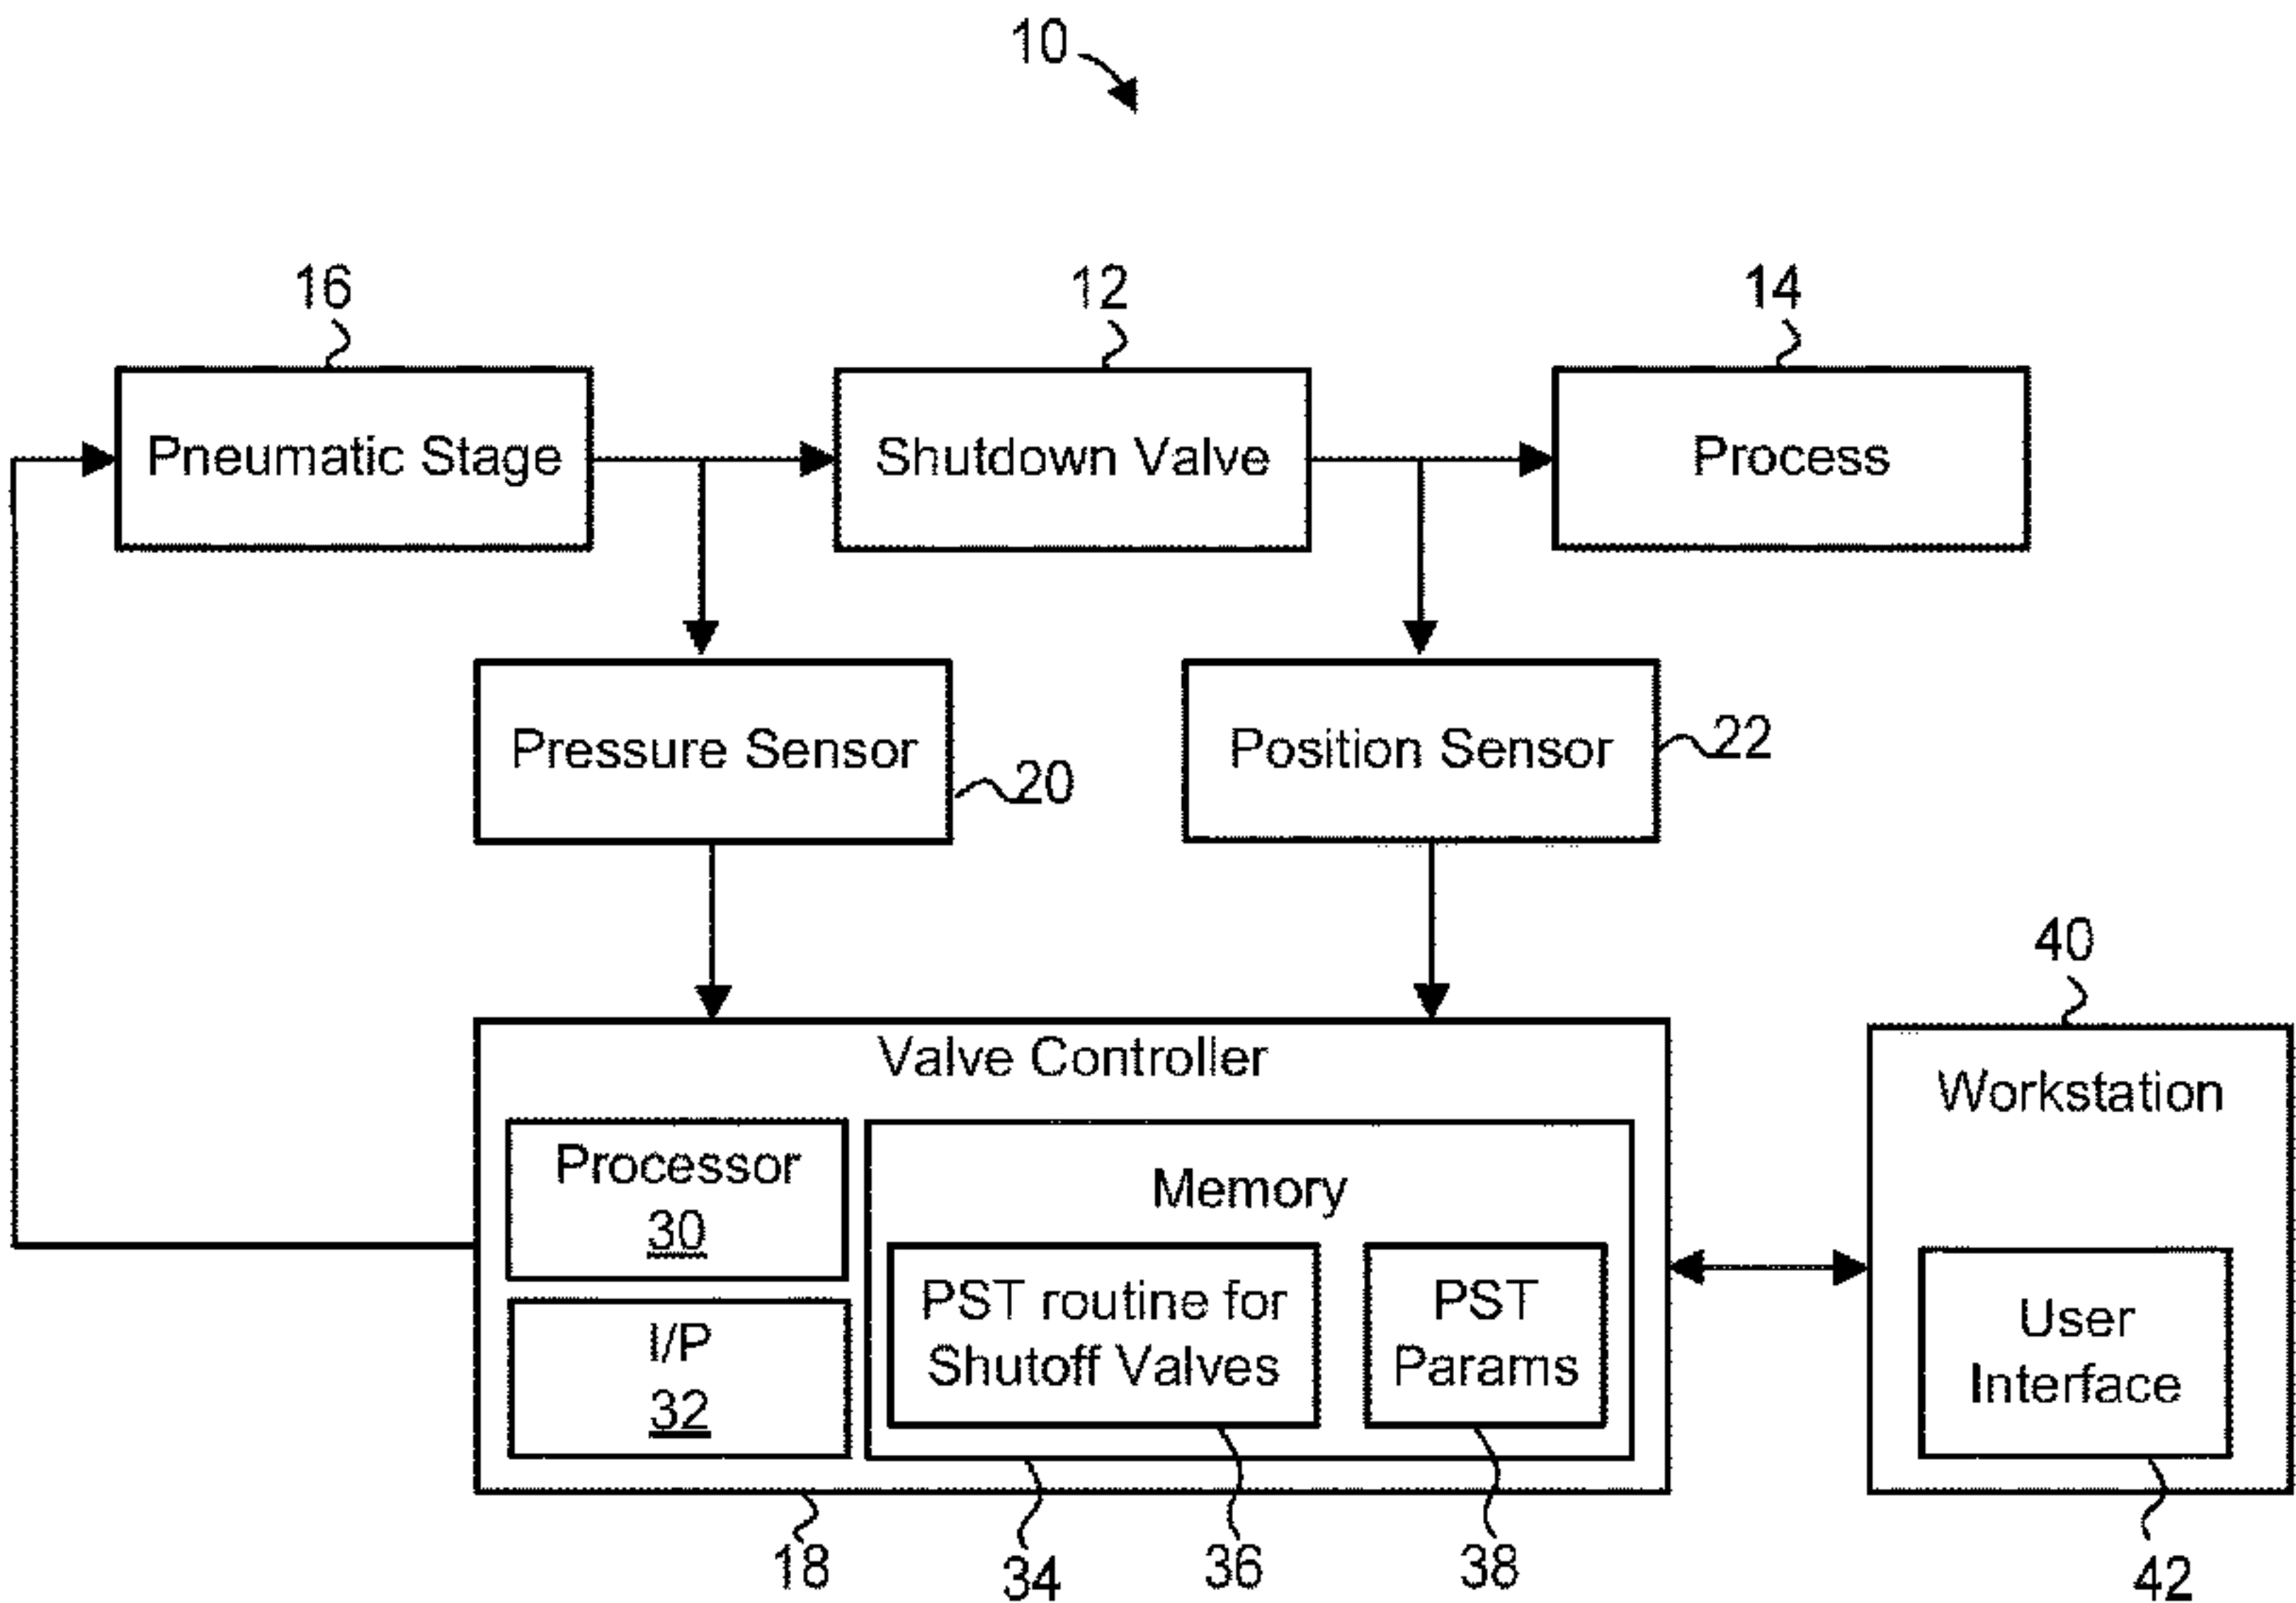 10
16
12
14
Pneumatic Stage
Shutdown Valve
Process
Pressure Sensor
20
Position Sensor
22
40
Valve Controller
Processor
30
I/P
32
Memory
PST routine for
Shutoff Valves
PST
Params
Workstation
User
Interface
18
34
36
38
42